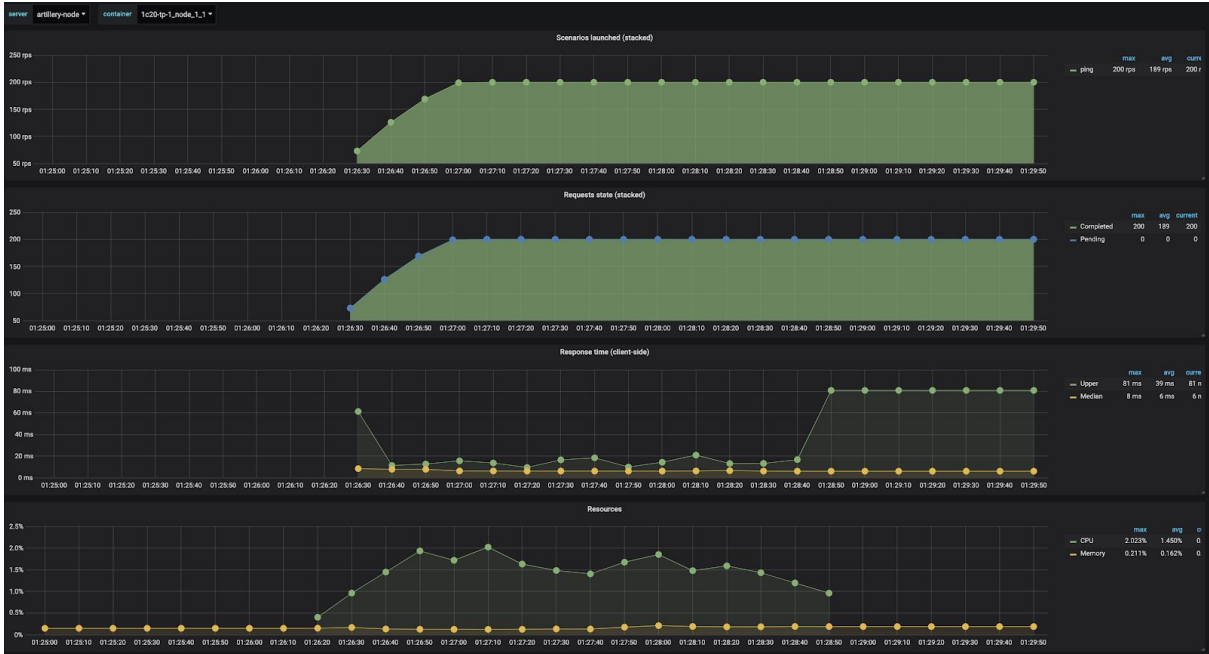 server artillery-node container 1c20-tp-1_node_1_1
Scenarios launched (stacked)
250 rps
200 rps
150 rps
100 rps
50 rps
01:25:00 01:25:10 01:25:20 01:25:30 01:25:40 01:25:50 01:26:00 01:26:10 01:26:20 01:26:30 01:26:40 01:26:50 01:27:00 01:27:10 01:27:20 01:27:30 01:27:40 01:27:50 01:28:00 01:28:10 01:28:20 01:28:30 01:28:40 01:28:50 01:29:00 01:29:10 01:29:20 01:29:30 01:29:40 01:29:50
max avg curre
ping 200 rps 189 rps 200 r
Requests state (stacked)
250
200
150
100
50
01:25:00 01:25:10 01:25:20 01:25:30 01:25:40 01:25:50 01:26:00 01:26:10 01:26:20 01:26:30 01:26:40 01:26:50 01:27:00 01:27:10 01:27:20 01:27:30 01:27:40 01:27:50 01:28:00 01:28:10 01:28:20 01:28:30 01:28:40 01:28:50 01:29:00 01:29:10 01:29:20 01:29:30 01:29:40 01:29:50
max avg current
Completed 200 189 200
Pending 0 0 0
Response time (client-side)
100 ms
80 ms
60 ms
40 ms
20 ms
0 ms
01:25:00 01:25:10 01:25:20 01:25:30 01:25:40 01:25:50 01:26:00 01:26:10 01:26:20 01:26:30 01:26:40 01:26:50 01:27:00 01:27:10 01:27:20 01:27:30 01:27:40 01:27:50 01:28:00 01:28:10 01:28:20 01:28:30 01:28:40 01:28:50 01:29:00 01:29:10 01:29:20 01:29:30 01:29:40 01:29:50
max avg curre
Upper 81 ms 39 ms 81 n
Median 8 ms 6 ms 6 n
Resources
2.5%
2.0%
1.5%
1.0%
0.5%
0%
01:25:00 01:25:10 01:25:20 01:25:30 01:25:40 01:25:50 01:26:00 01:26:10 01:26:20 01:26:30 01:26:40 01:26:50 01:27:00 01:27:10 01:27:20 01:27:30 01:27:40 01:27:50 01:28:00 01:28:10 01:28:20 01:28:30 01:28:40 01:28:50 01:29:00 01:29:10 01:29:20 01:29:30 01:29:40 01:29:50
max avg c
CPU 2.023% 1.450% 0.
Memory 0.211% 0.162% 0.